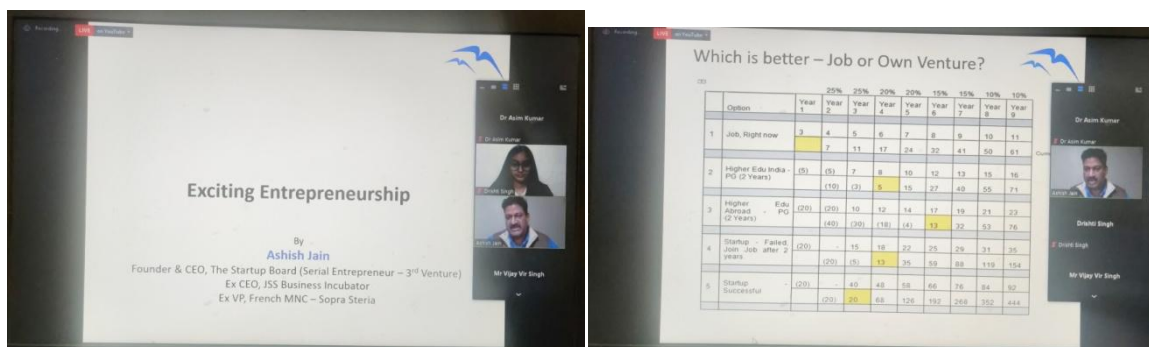 Recording
LIVE on YouTube
Exciting Entrepreneurship
By
Ashish Jain
Founder & CEO, The Startup Board (Serial Entrepreneur – 3rd Venture)
Ex CEO, JSS Business Incubator
Ex VP, French MNC – Sopra Steria
Dr Asim Kumar
Dr Asim Kumar
Drishti Singh
Ashish Jain
Mr Vijay Vir Singh
Recording
LIVE on YouTube
Which is better – Job or Own Venture?
25% 25% 20% 20% 15% 15% 10% 10%
Option Year 1 Year 2 Year 3 Year 4 Year 5 Year 6 Year 7 Year 8 Year 9
1 Job, Right now 3 4 5 6 7 8 9 10 11
7 11 17 24 32 41 50 61
2 Higher Edu India - PG (2 Years) (5) (5) 7 8 10 12 13 15 16
(10) (3) 5 15 27 40 55 71
3 Higher Edu Abroad - PG (2 Years) (20) (20) 10 12 14 17 19 21 23
(40) (30) (18) (4) 13 32 53 76
4 Startup - Failed, Join Job after 2 years (20) - 15 18 22 25 29 31 35
(20) (5) 13 35 59 88 119 154
5 Startup - Successful (20) - 40 48 58 66 76 84 92
(20) 20 68 126 192 268 352 444
Dr Asim Kumar
Dr Asim Kumar
Ashish Jain
Drishti Singh
Drishti Singh
Mr Vijay Vir Singh